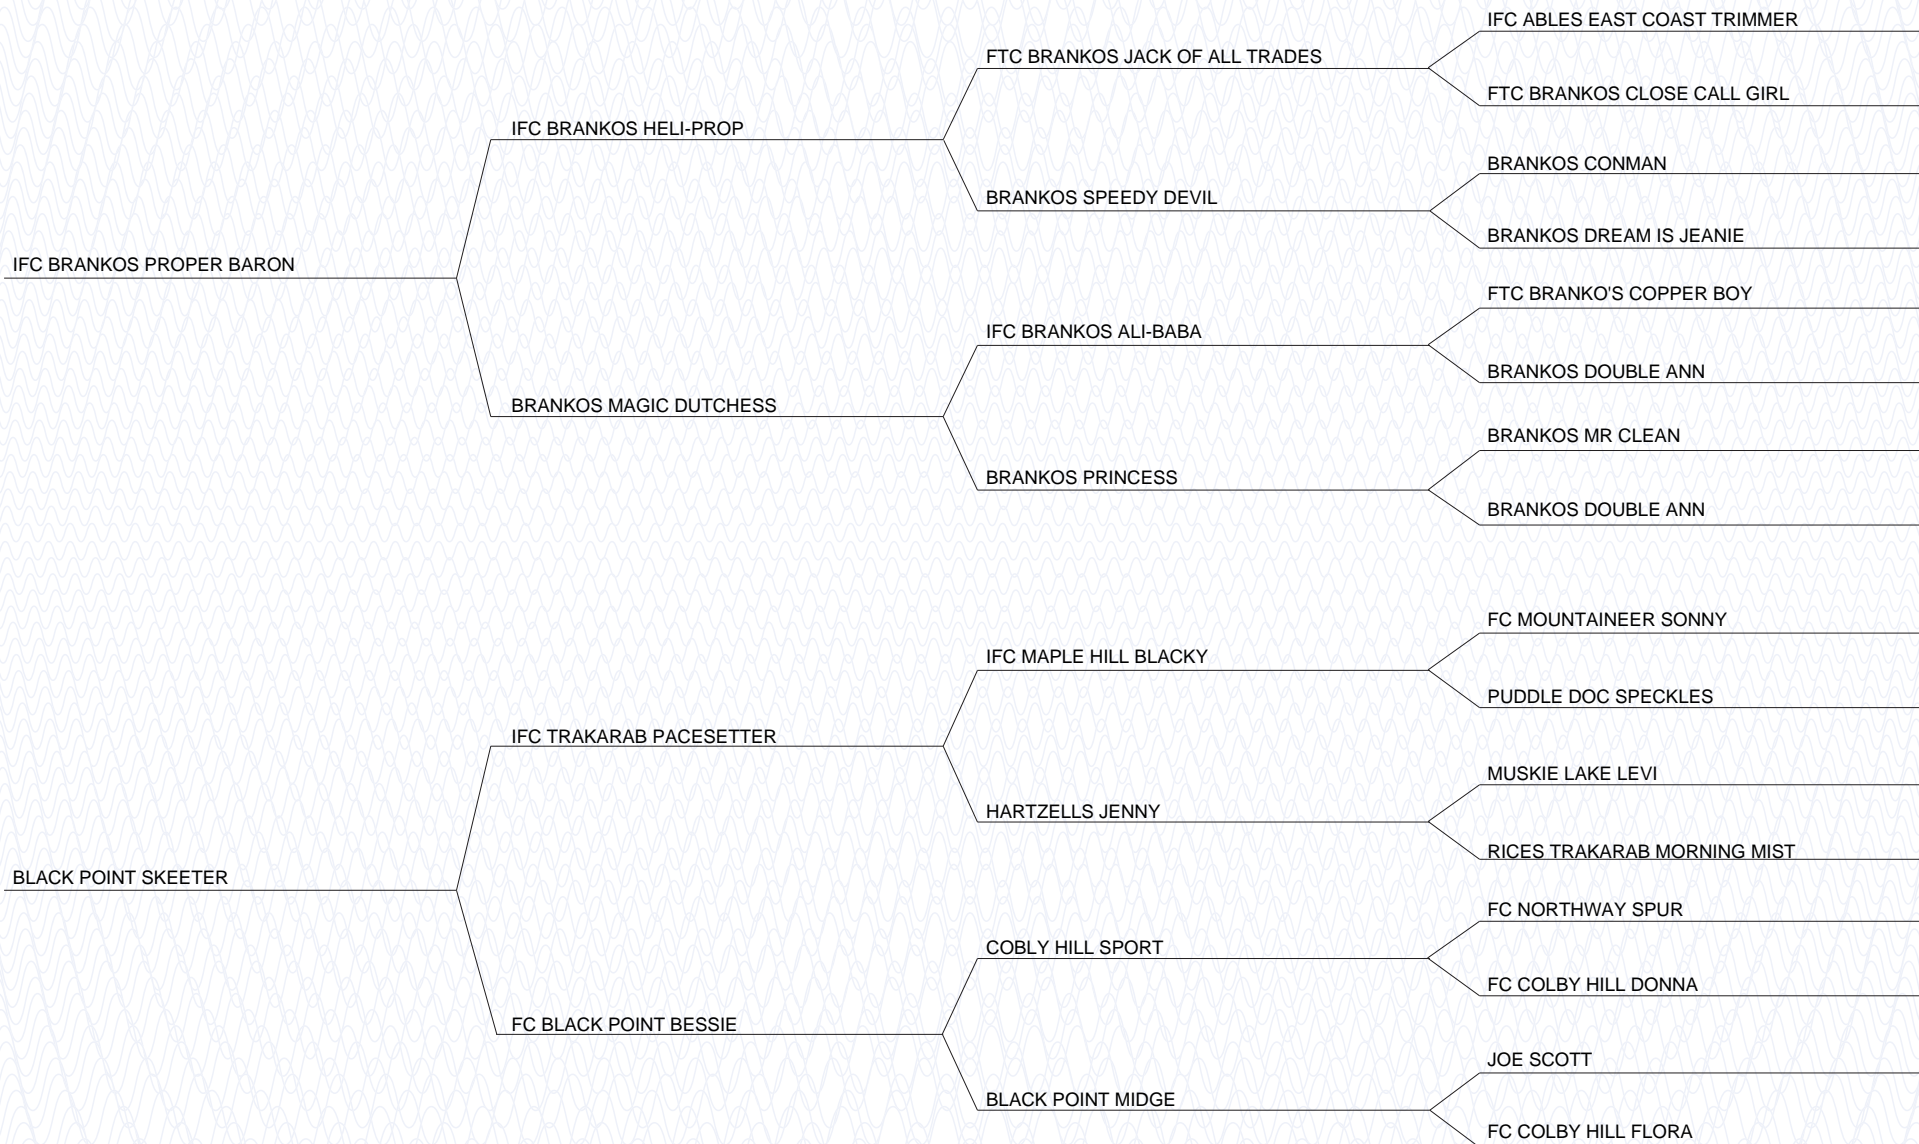 IFC ABLES EAST COAST TRIMMER
FTC BRANKOS JACK OF ALL TRADES
FTC BRANKOS CLOSE CALL GIRL
IFC BRANKOS HELI-PROP
BRANKOS CONMAN
BRANKOS SPEEDY DEVIL
BRANKOS DREAM IS JEANIE
IFC BRANKOS PROPER BARON
FTC BRANKO'S COPPER BOY
IFC BRANKOS ALI-BABA
BRANKOS DOUBLE ANN
BRANKOS MAGIC DUTCHESS
BRANKOS MR CLEAN
BRANKOS PRINCESS
BRANKOS DOUBLE ANN
FC MOUNTAINEER SONNY
IFC MAPLE HILL BLACKY
PUDDLE DOC SPECKLES
IFC TRAKARAB PACESETTER
MUSKIE LAKE LEVI
HARTZELLS JENNY
RICES TRAKARAB MORNING MIST
BLACK POINT SKEETER
FC NORTHWAY SPUR
COBLY HILL SPORT
FC COLBY HILL DONNA
FC BLACK POINT BESSIE
JOE SCOTT
BLACK POINT MIDGE
FC COLBY HILL FLORA